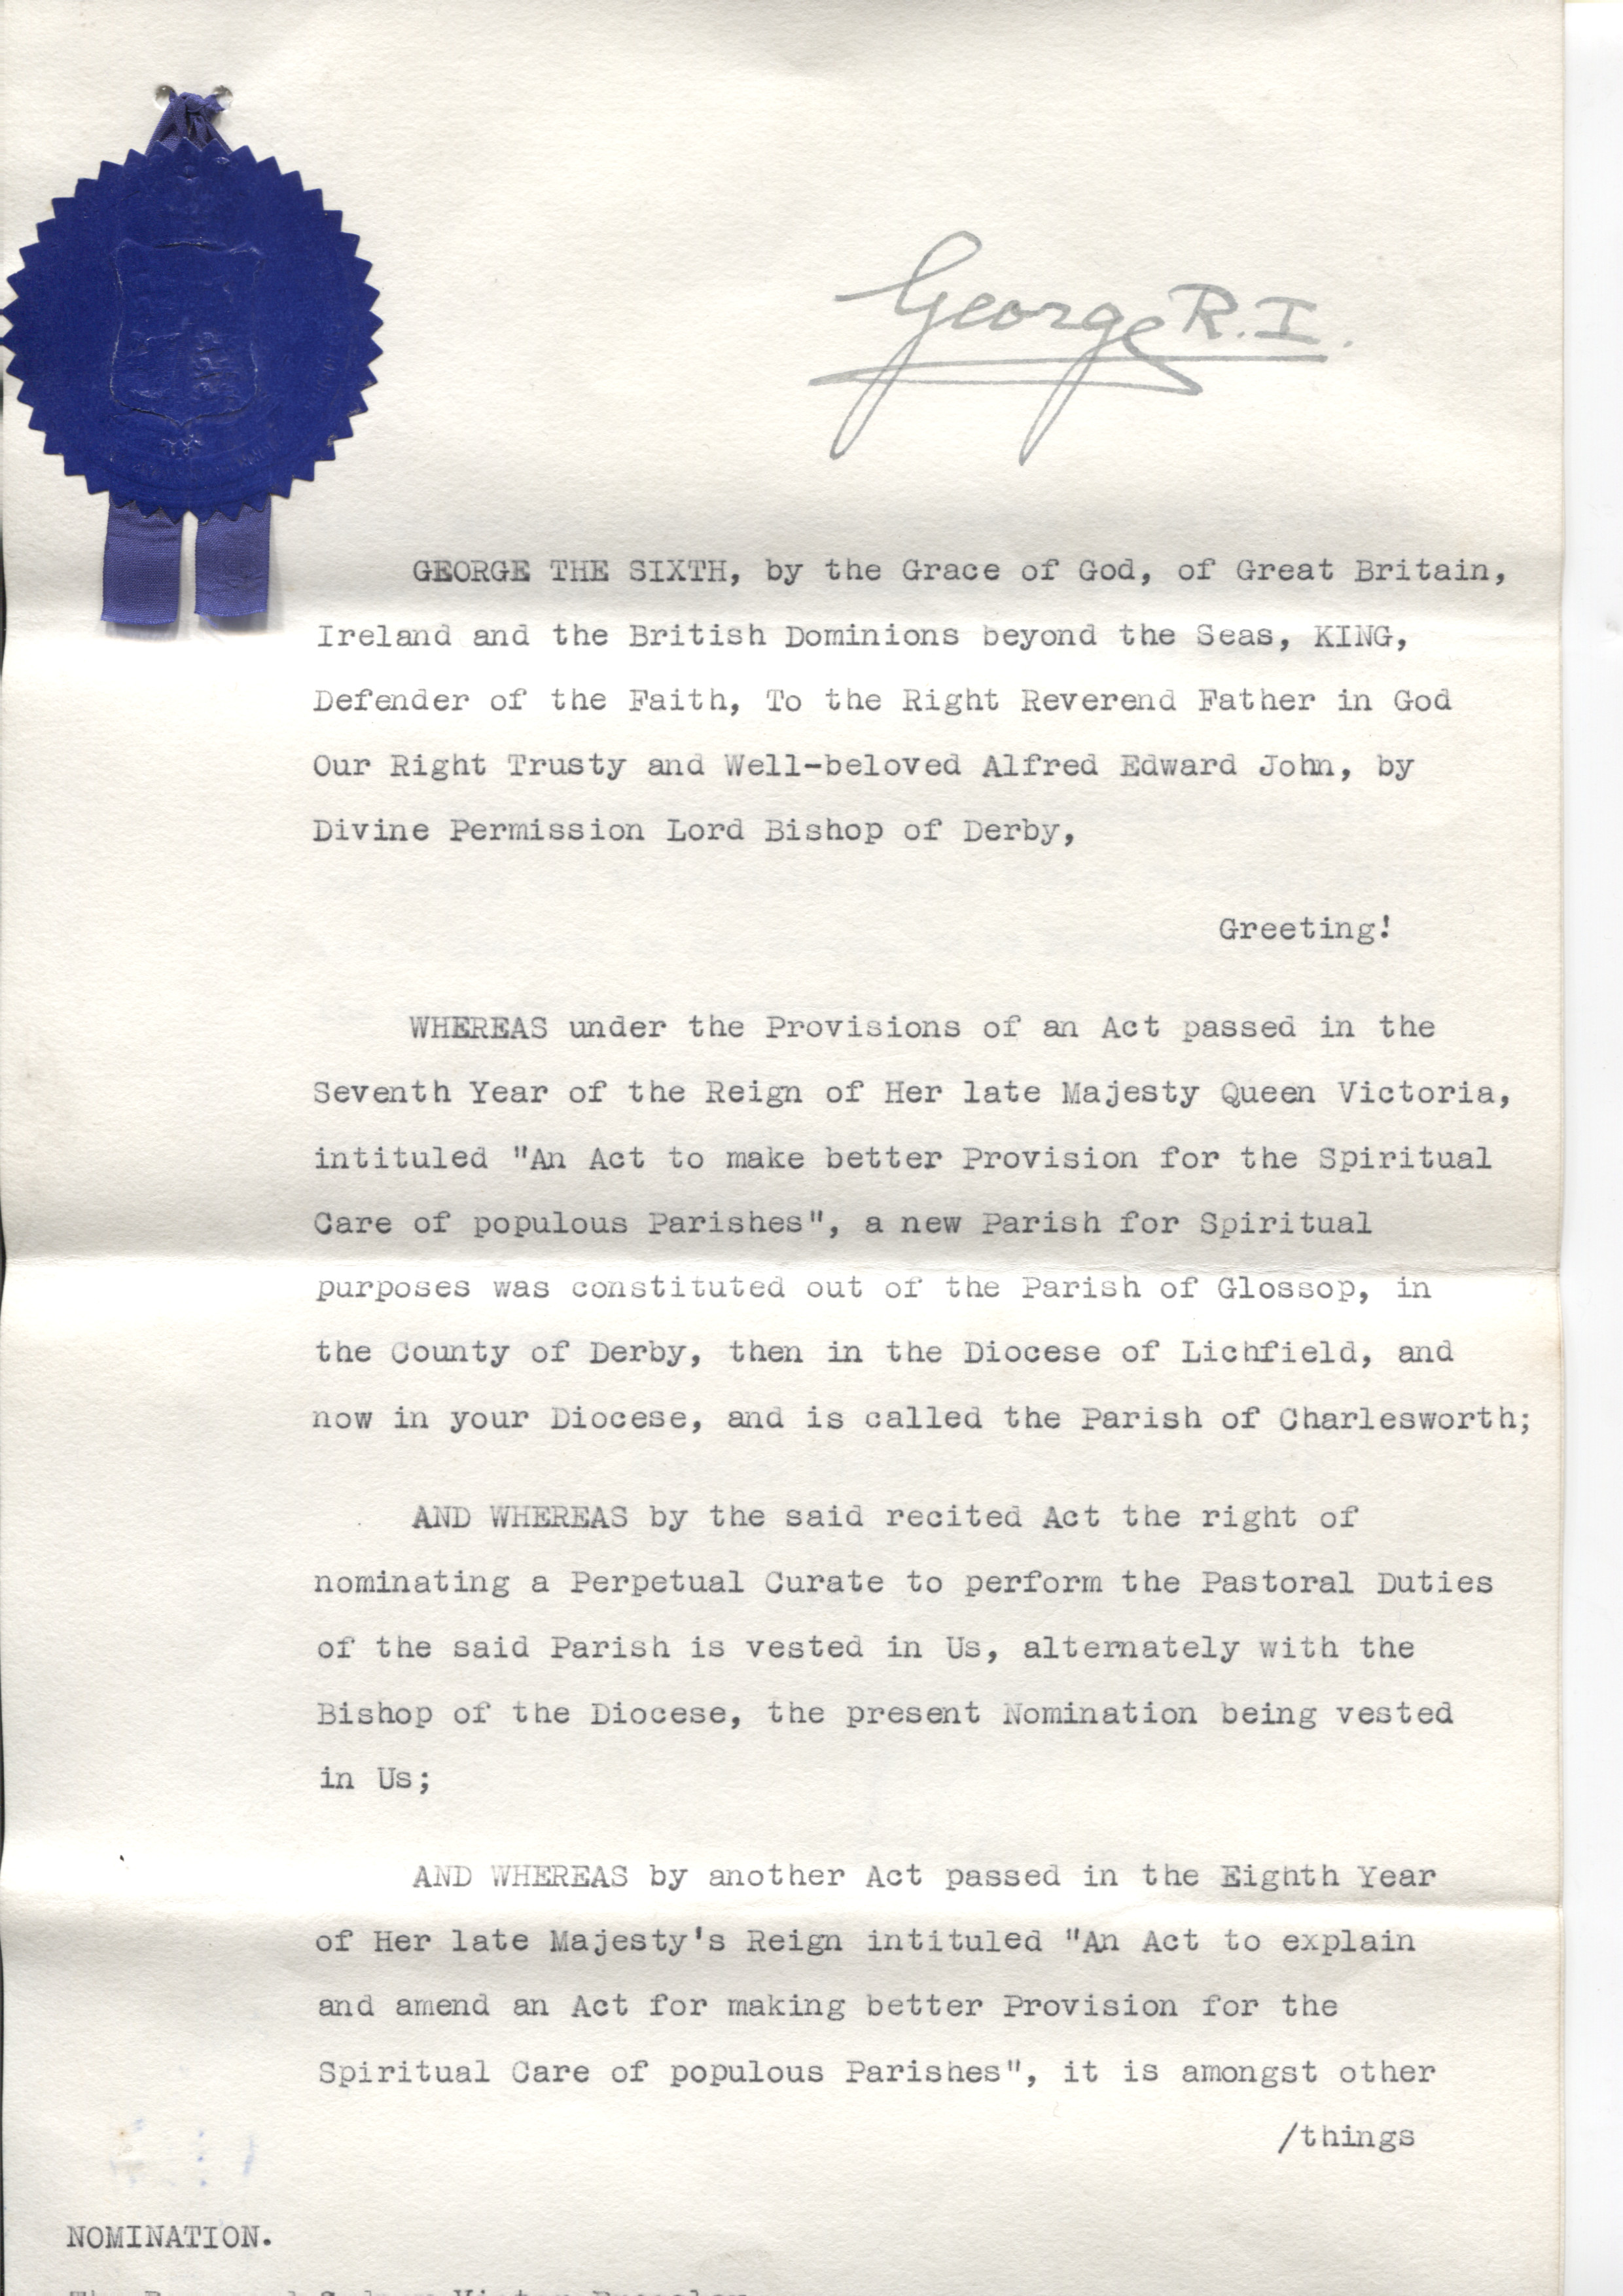 George R.I.
GEORGE THE SIXTH, by the Grace of God, of Great Britain,
Ireland and the British Dominions beyond the Seas, KING,
Defender of the Faith, To the Right Reverend Father in God
Our Right Trusty and Well-beloved Alfred Edward John, by
Divine Permission Lord Bishop of Derby,
Greeting!
WHEREAS under the Provisions of an Act passed in the
Seventh Year of the Reign of Her late Majesty Queen Victoria,
intituled "An Act to make better Provision for the Spiritual
Care of populous Parishes", a new Parish for Spiritual
purposes was constituted out of the Parish of Glossop, in
the County of Derby, then in the Diocese of Lichfield, and
now in your Diocese, and is called the Parish of Charlesworth;
AND WHEREAS by the said recited Act the right of
nominating a Perpetual Curate to perform the Pastoral Duties
of the said Parish is vested in Us, alternately with the
Bishop of the Diocese, the present Nomination being vested
in Us;
AND WHEREAS by another Act passed in the Eighth Year
of Her late Majesty's Reign intituled "An Act to explain
and amend an Act for making better Provision for the
Spiritual Care of populous Parishes", it is amongst other
/things
NOMINATION.
The Reverend Sydney Victor